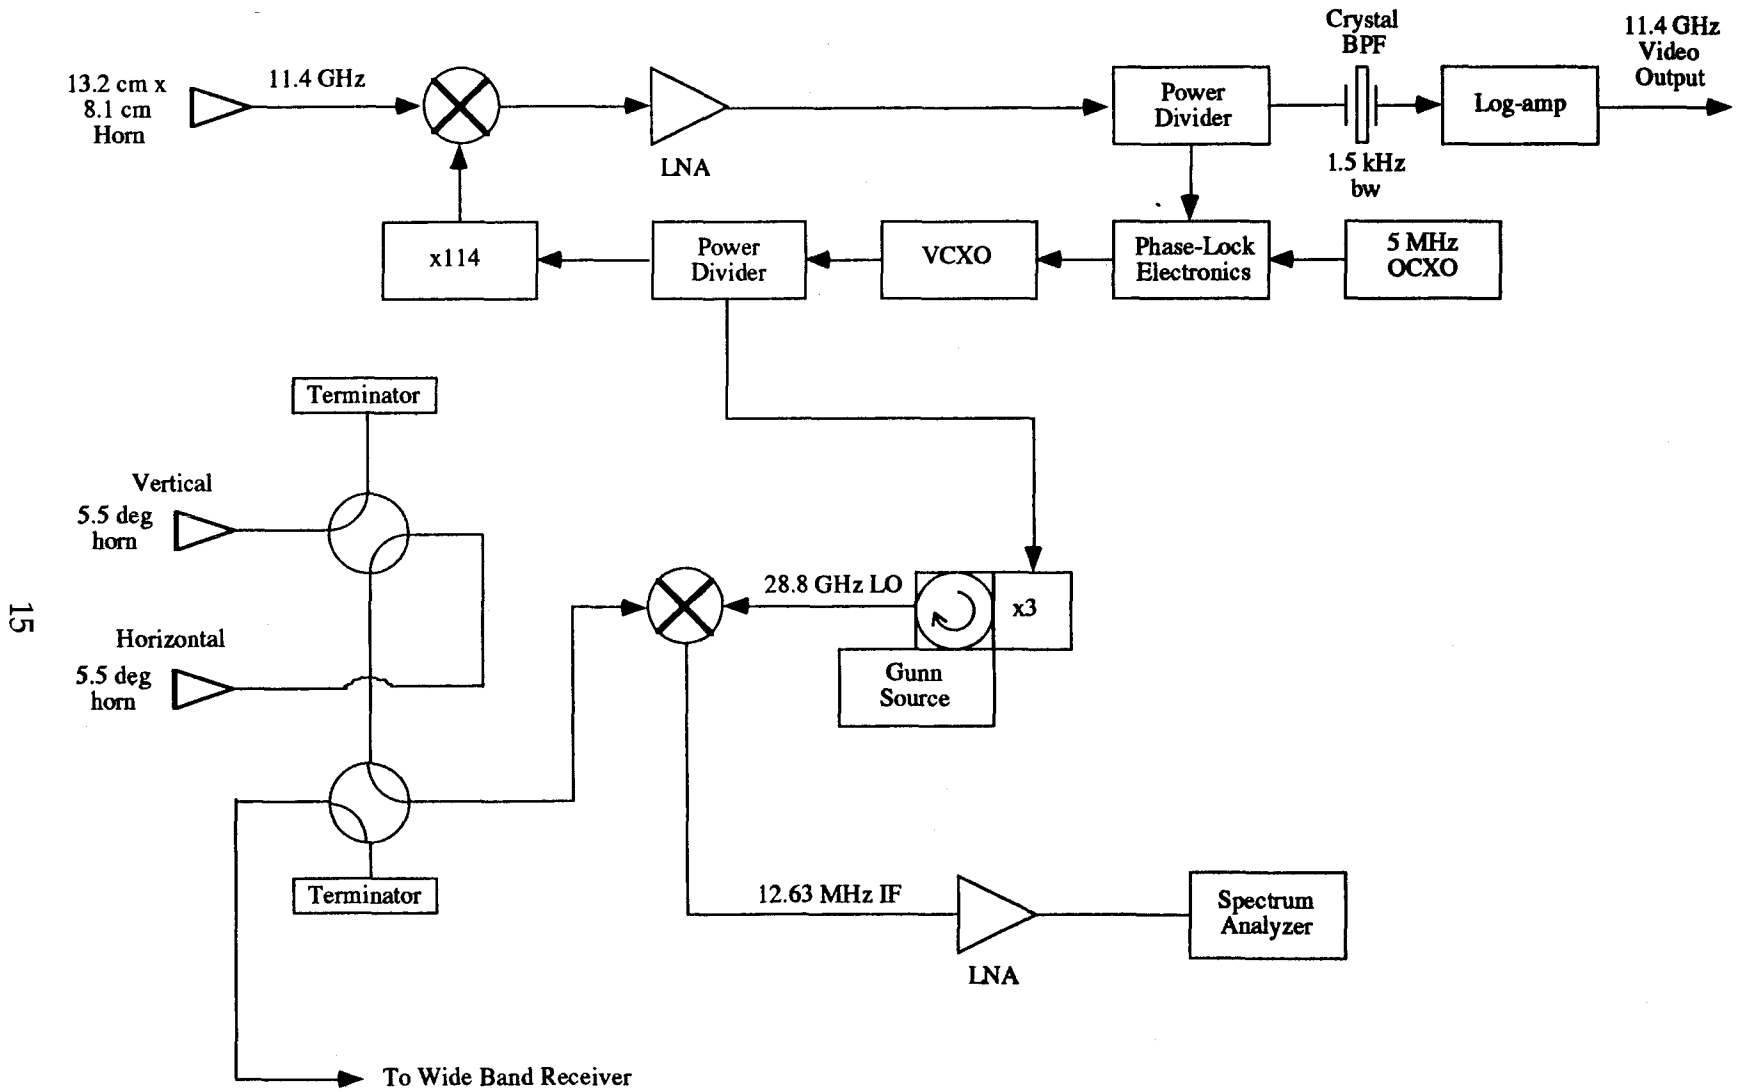 Crystal
BPF
11.4 GHz
Video
Output
13.2 cm x
8.1 cm
Horn
11.4 GHz
Power
Divider
Log-amp
LNA
1.5 kHz
bw
x114
Power
Divider
VCXO
Phase-Lock
Electronics
5 MHz
OCXO
Terminator
Vertical
5.5 deg
horn
28.8 GHz LO
x3
15
Horizontal
5.5 deg
horn
Gunn
Source
Terminator
12.63 MHz IF
Spectrum
Analyzer
LNA
To Wide Band Receiver